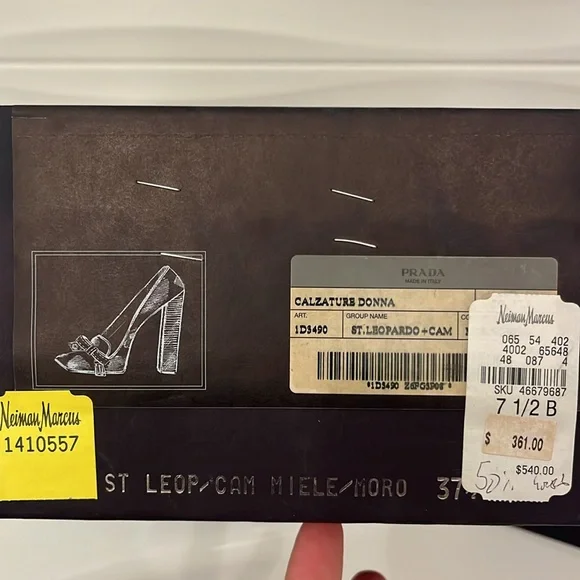 PRADA
MADE IN ITALY
CALZATURE DONNA
ART. GROUP NAME
1D3490 ST.LEOPARDO+CAM
Neiman Marcus
065 54 402
4002 65648
48 087 4
SKU 46679687
7 1/2 B
$ 361.00
$540.00
Neiman Marcus
1410557
ST LEOP/CAM MIELE/MORO 37